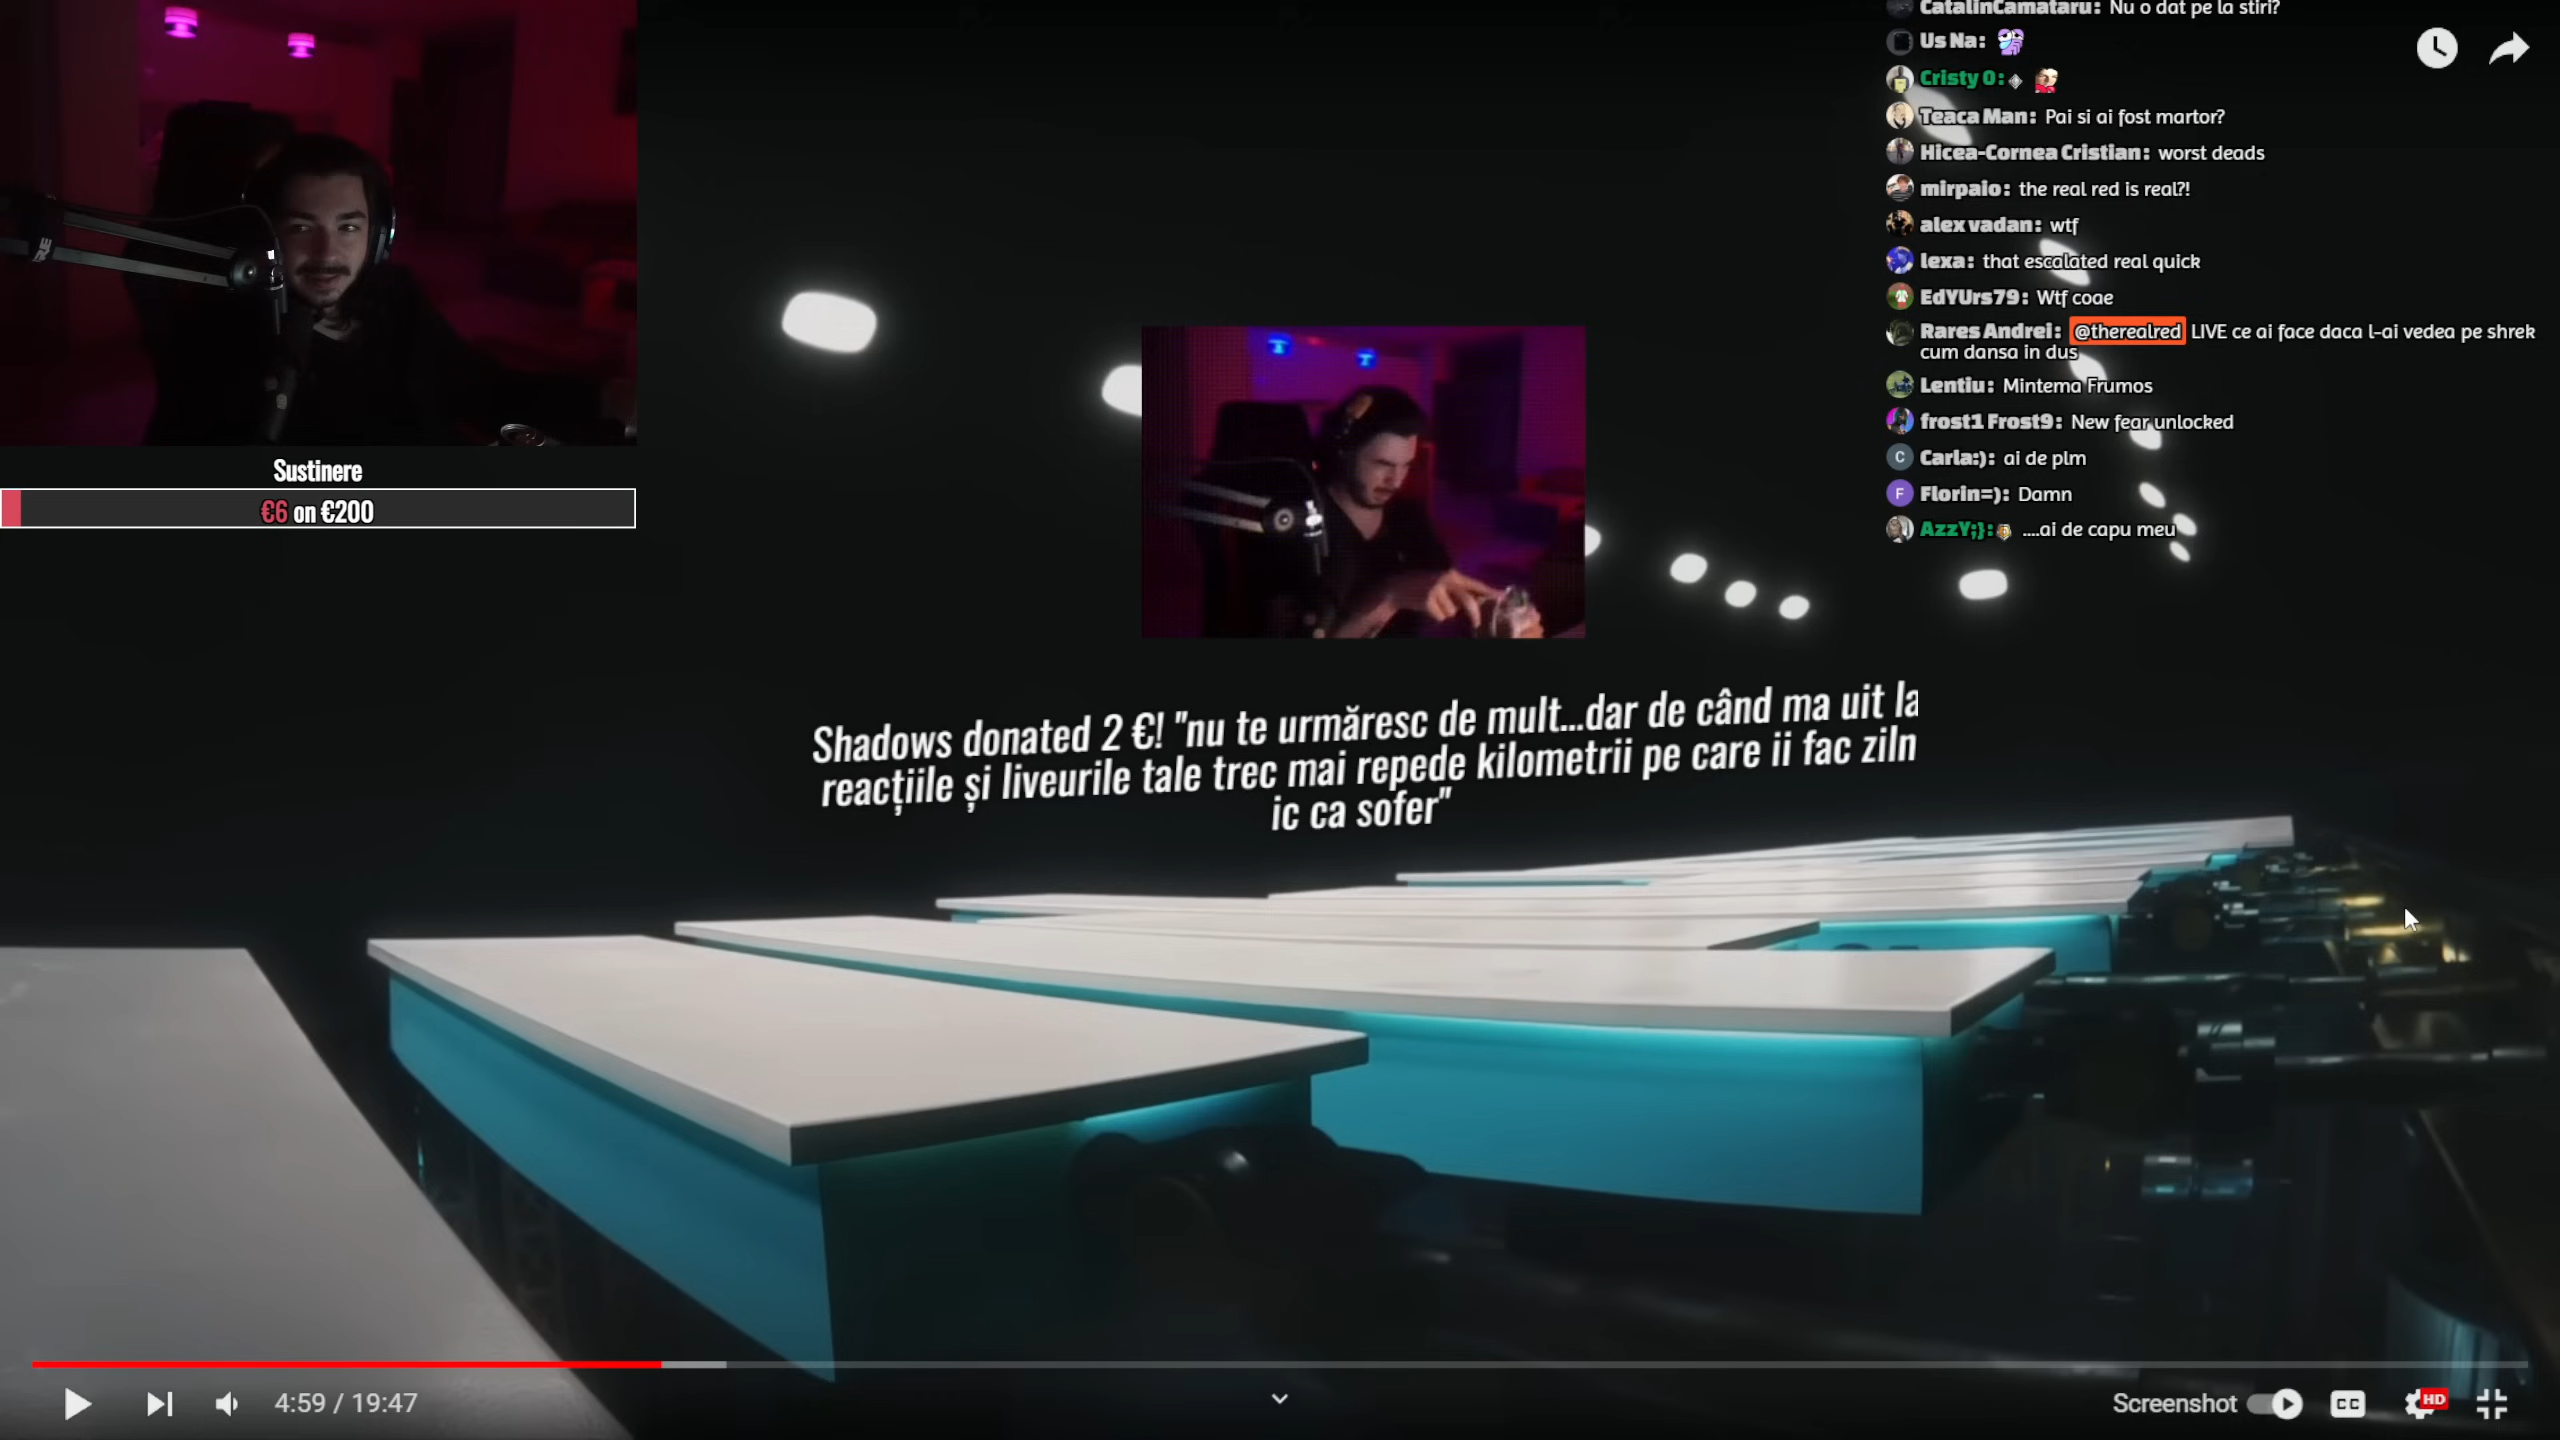 CatalinCamataru: Nu o dat pe la stiri?
Us Na:
Cristy O:
Teaca Man: Pai si ai fost martor?
Hicea-Cornea Cristian: worst deads
mirpaio: the real red is real?!
alex vadan: wtf
lexa: that escalated real quick
EdYUrs79: Wtf coae
Rares Andrei: @therealred LIVE ce ai face daca l-ai vedea pe shrek
cum dansa in dus
Lentiu: Mintema Frumos
frost1 Frost9: New fear unlocked
C Carla:): ai de plm
F Florin=): Damn
AzzY;}: ....ai de capu meu
Sustinere
€6 on €200
Shadows donated 2 €! "nu te urmăresc de mult...dar de când ma uit la
reacțiile și liveurile tale trec mai repede kilometrii pe care ii fac ziln
ic ca sofer"
4:59 / 19:47
Screenshot
CC
HD